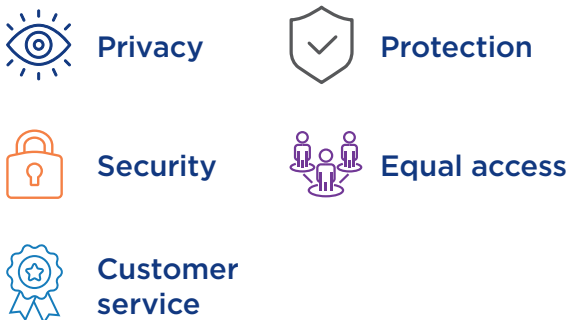 Privacy
Protection
Security
Equal access
Customer
service